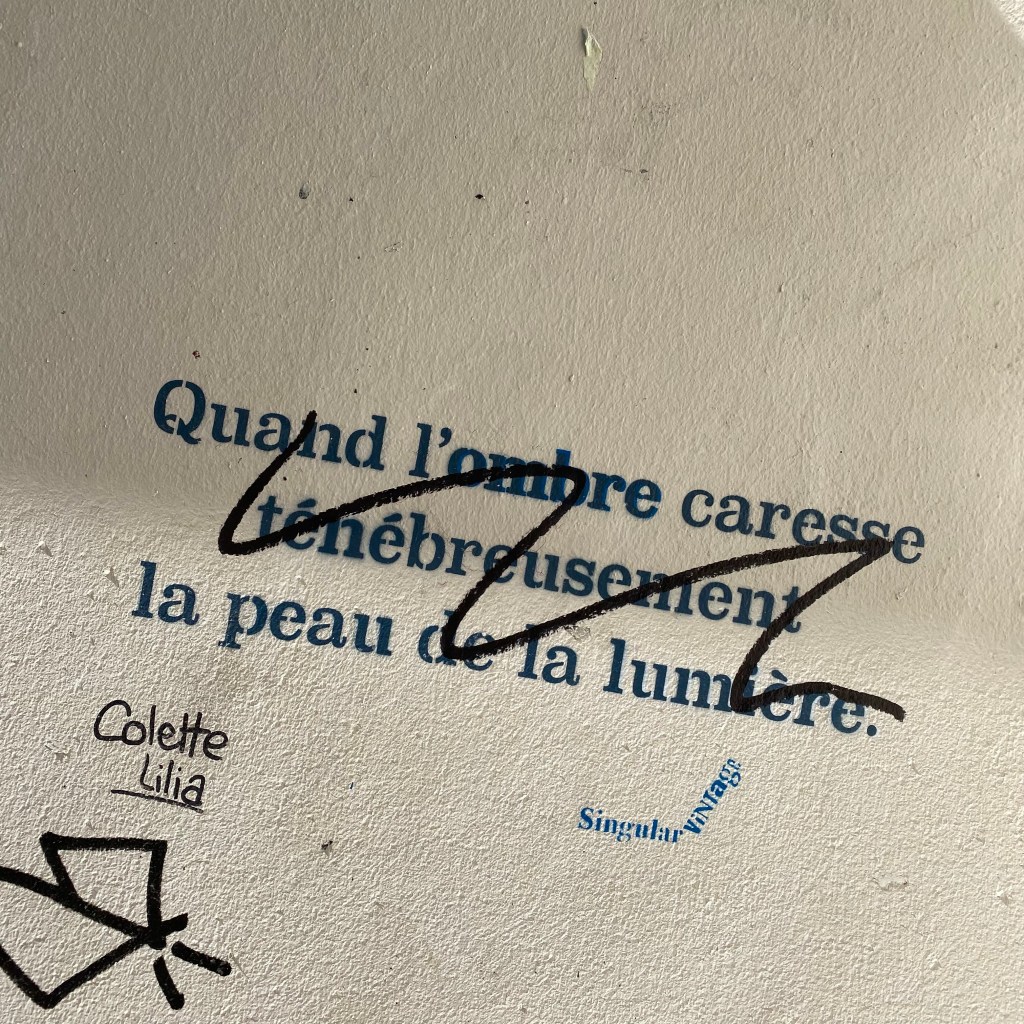 Quand l'ombre caresse
ténébreusement
la peau de la lumière.
Colette
Lilia
Singular ViNTage